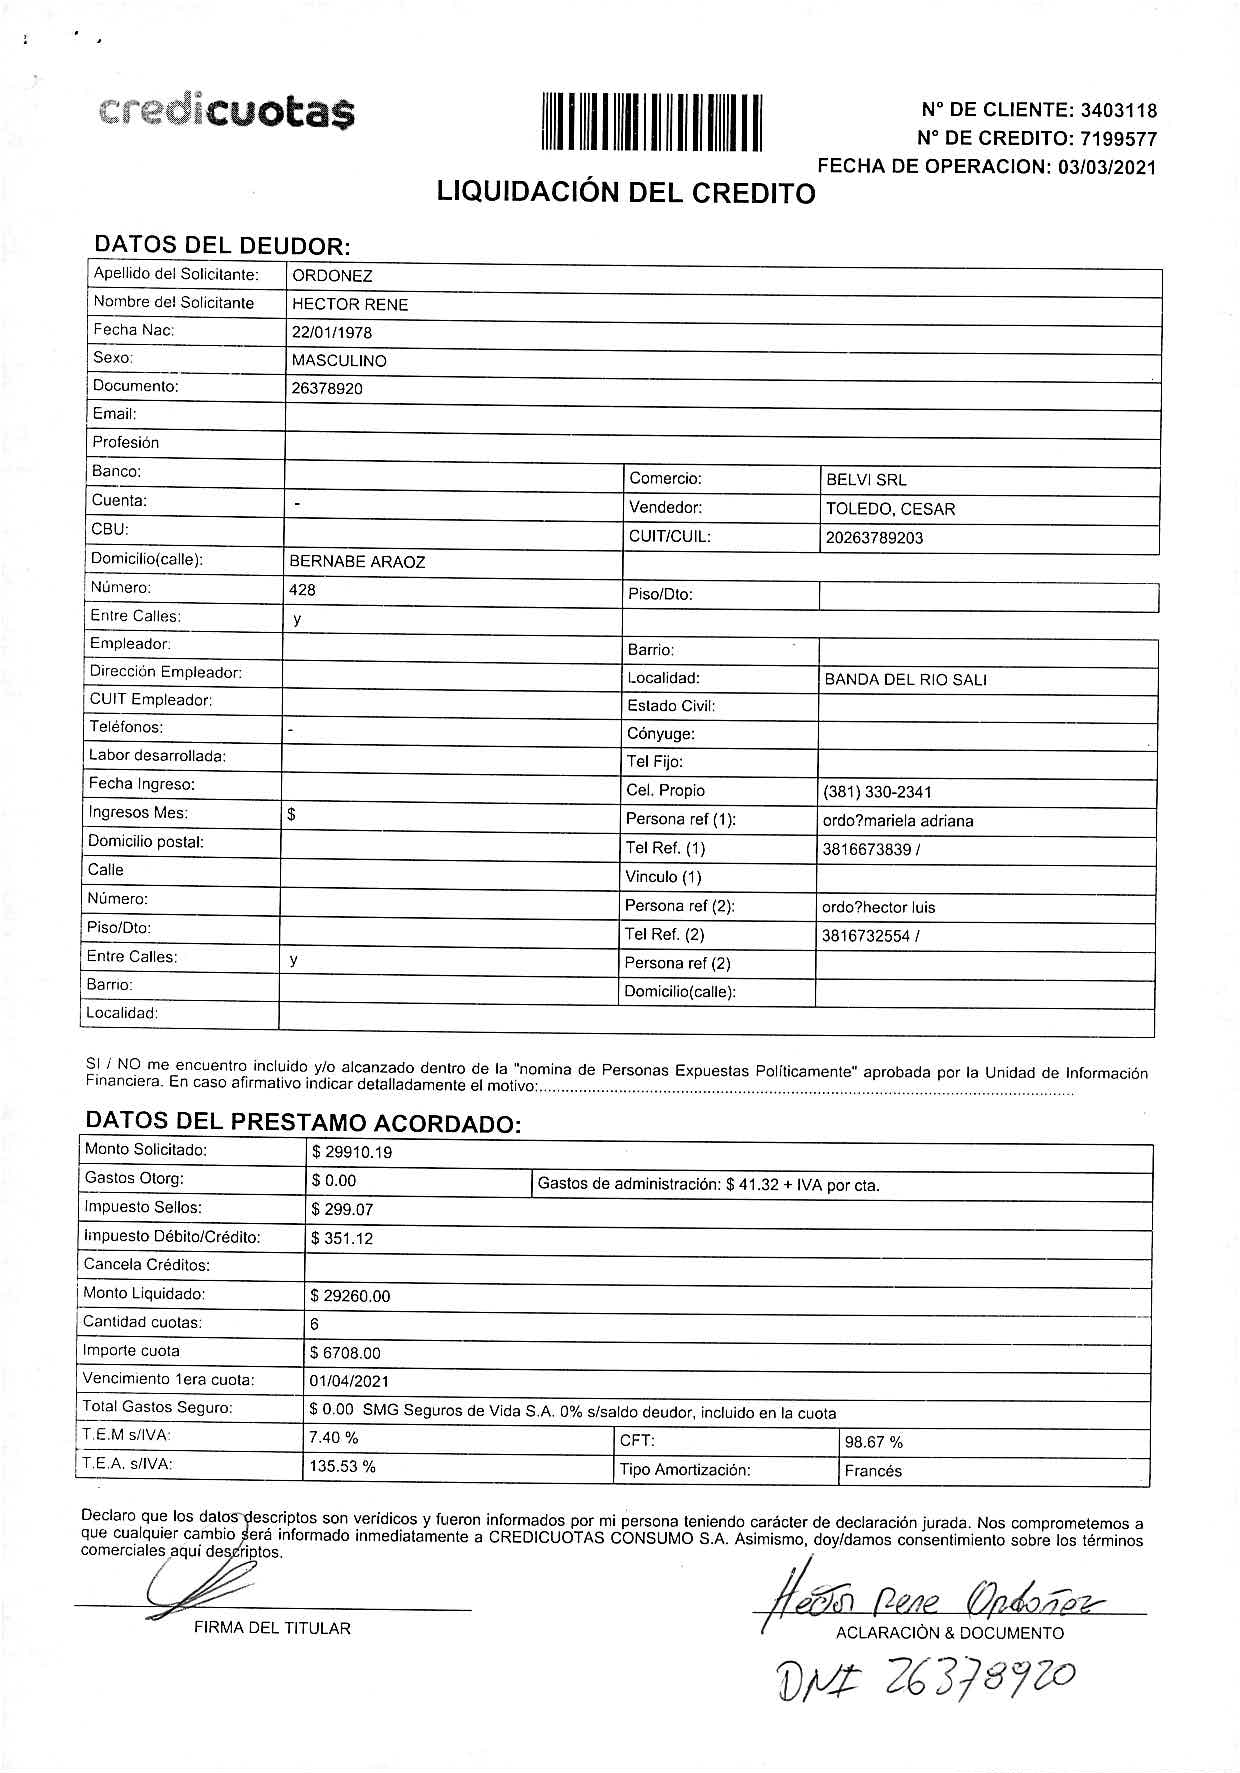 credicuota$
N° DE CLIENTE: 3403118
N° DE CREDITO: 7199577
FECHA DE OPERACION: 03/03/2021
LIQUIDACIÓN DEL CREDITO
DATOS DEL DEUDOR:
Apellido del Solicitante: ORDONEZ
Nombre del Solicitante HECTOR RENE
Fecha Nac: 22/01/1978
Sexo: MASCULINO
Documento: 26378920
Email:
Profesión
Banco: Comercio: BELVI SRL
Cuenta: - Vendedor: TOLEDO, CESAR
CBU: CUIT/CUIL: 20263789203
Domicilio(calle): BERNABE ARAOZ
Número: 428 Piso/Dto:
Entre Calles: y
Empleador: Barrio:
Dirección Empleador: Localidad: BANDA DEL RIO SALI
CUIT Empleador: Estado Civil:
Teléfonos: - Cónyuge:
Labor desarrollada: Tel Fijo:
Fecha Ingreso: Cel. Propio (381) 330-2341
Ingresos Mes: $ Persona ref (1): ordo?mariela adriana
Domicilio postal: Tel Ref. (1) 3816673839 /
Calle Vinculo (1)
Número: Persona ref (2): ordo?hector luis
Piso/Dto: Tel Ref. (2) 3816732554 /
Entre Calles: y Persona ref (2)
Barrio: Domicilio(calle):
Localidad:
SI / NO me encuentro incluido y/o alcanzado dentro de la "nomina de Personas Expuestas Políticamente" aprobada por la Unidad de Información
Financiera. En caso afirmativo indicar detalladamente el motivo:..........
DATOS DEL PRESTAMO ACORDADO:
Monto Solicitado: $ 29910.19
Gastos Otorg: $ 0.00 Gastos de administración: $ 41.32 + IVA por cta.
Impuesto Sellos: $ 299.07
Impuesto Débito/Crédito: $ 351.12
Cancela Créditos:
Monto Liquidado: $ 29260.00
Cantidad cuotas: 6
Importe cuota $ 6708.00
Vencimiento 1era cuota: 01/04/2021
Total Gastos Seguro: $ 0.00 SMG Seguros de Vida S.A. 0% s/saldo deudor, incluido en la cuota
T.E.M s/IVA: 7.40 % CFT: 98.67 %
T.E.A. s/IVA: 135.53 % Tipo Amortización: Francés
Declaro que los datos descriptos son verídicos y fueron informados por mi persona teniendo carácter de declaración jurada. Nos comprometemos a
que cualquier cambio será informado inmediatamente a CREDICUOTAS CONSUMO S.A. Asimismo, doy/damos consentimiento sobre los términos
comerciales aquí descriptos.
Hector Rene Ordoñez
FIRMA DEL TITULAR
ACLARACIÓN & DOCUMENTO
DNI 26378920